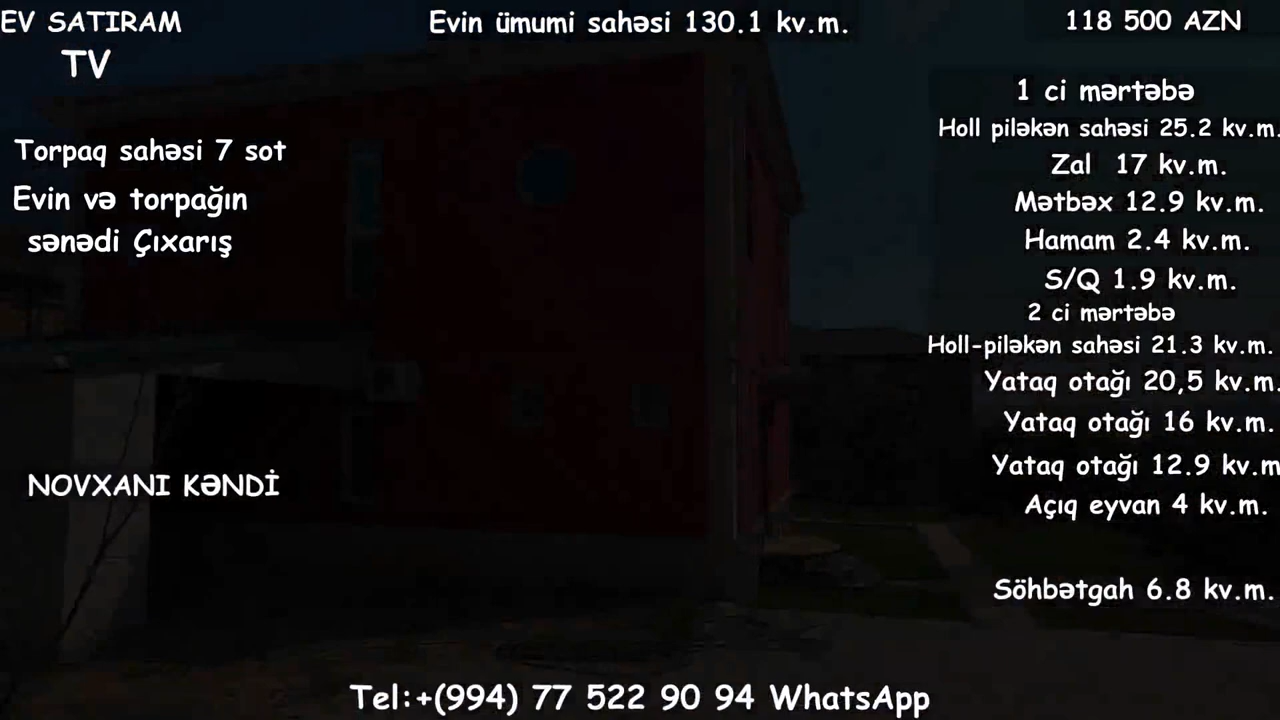 EV SATIRAM
TV
Evin ümumi sahəsi 130.1 kv.m.
118 500 AZN
Torpaq sahəsi 7 sot
Evin və torpağın
sənədi Çıxarış
NOVXANI KƏNDİ
1 ci mərtəbə
Holl piləkən sahəsi 25.2 kv.m.
Zal 17 kv.m.
Mətbəx 12.9 kv.m.
Hamam 2.4 kv.m.
S/Q 1.9 kv.m.
2 ci mərtəbə
Holl-piləkən sahəsi 21.3 kv.m.
Yataq otağı 20,5 kv.m.
Yataq otağı 16 kv.m.
Yataq otağı 12.9 kv.m
Açıq eyvan 4 kv.m.
Söhbətgah 6.8 kv.m.
Tel:+(994) 77 522 90 94 WhatsApp